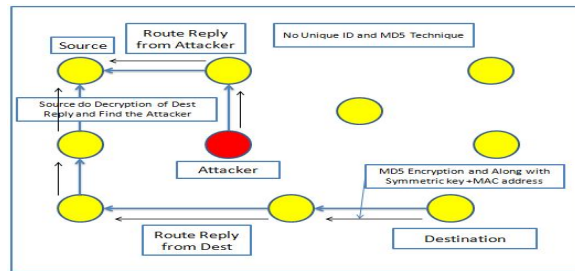 Route Reply
from Attacker
Source
No Unique ID and MD5 Technique
Source do Decryption of Dest
Reply and Find the Attacker
Attacker
MD5 Encryption and Along with
Symmetric key +MAC address
Route Reply
from Dest
Destination